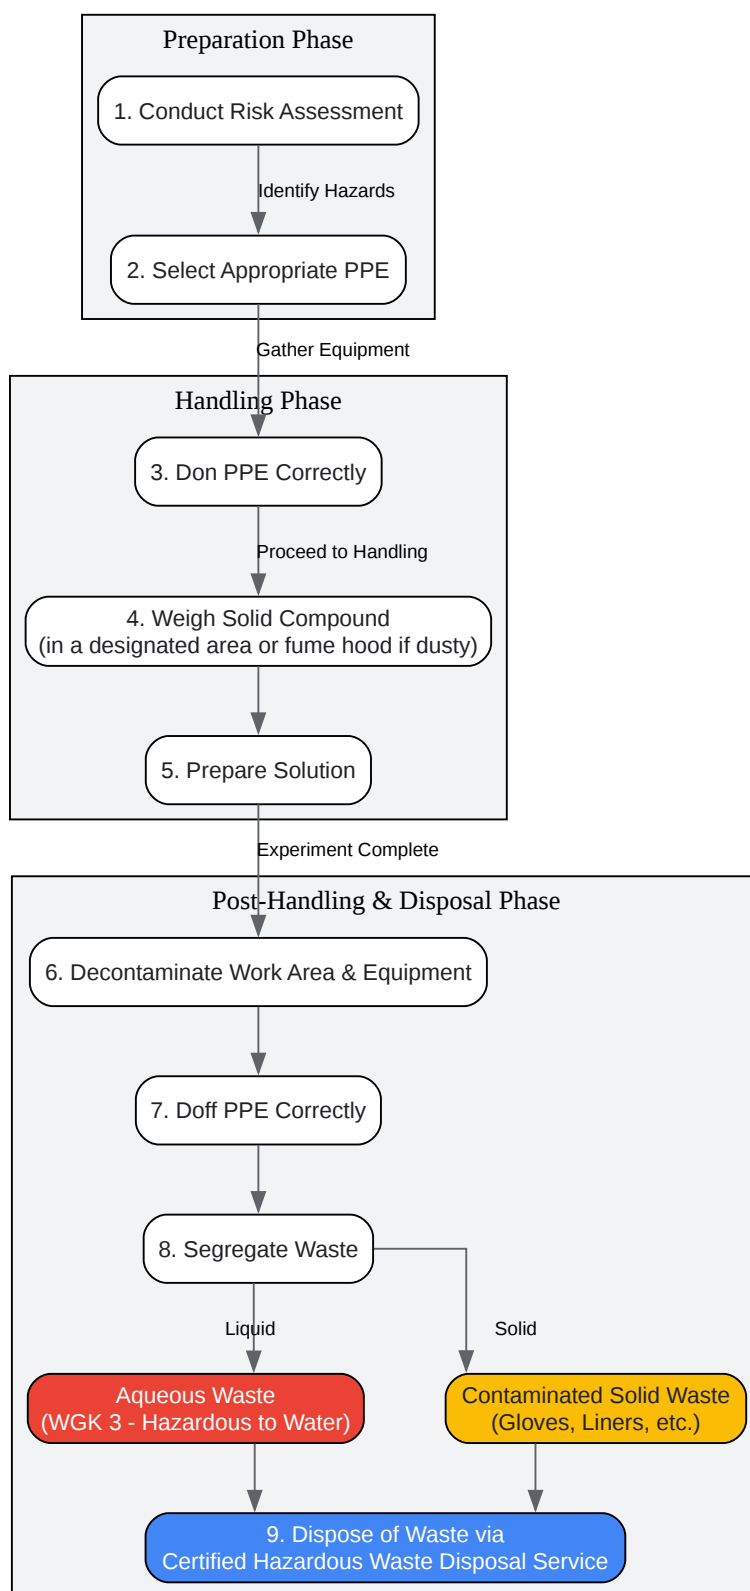 Preparation Phase
1. Conduct Risk Assessment
Identify Hazards
2. Select Appropriate PPE
Gather Equipment
Handling Phase
3. Don PPE Correctly
Proceed to Handling
4. Weigh Solid Compound
(in a designated area or fume hood if dusty)
5. Prepare Solution
Experiment Complete
Post-Handling & Disposal Phase
6. Decontaminate Work Area & Equipment
7. Doff PPE Correctly
8. Segregate Waste
Liquid
Solid
Aqueous Waste
(WGK 3 - Hazardous to Water)
Contaminated Solid Waste
(Gloves, Liners, etc.)
9. Dispose of Waste via
Certified Hazardous Waste Disposal Service